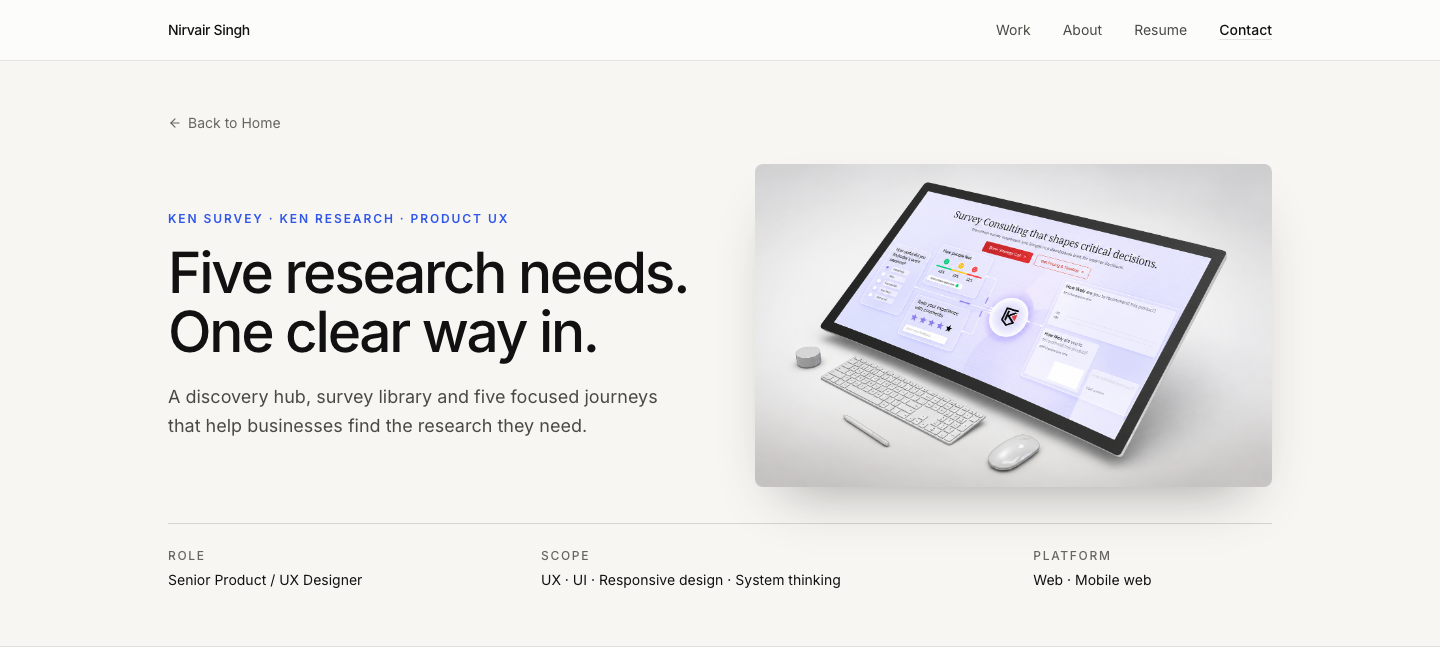 Nirvair Singh
Work About Resume Contact
← Back to Home
KEN SURVEY · KEN RESEARCH · PRODUCT UX
Five research needs.
One clear way in.
A discovery hub, survey library and five focused journeys
that help businesses find the research they need.
Survey Consulting that shapes critical decisions.
ROLE
Senior Product / UX Designer
SCOPE
UX · UI · Responsive design · System thinking
PLATFORM
Web · Mobile web